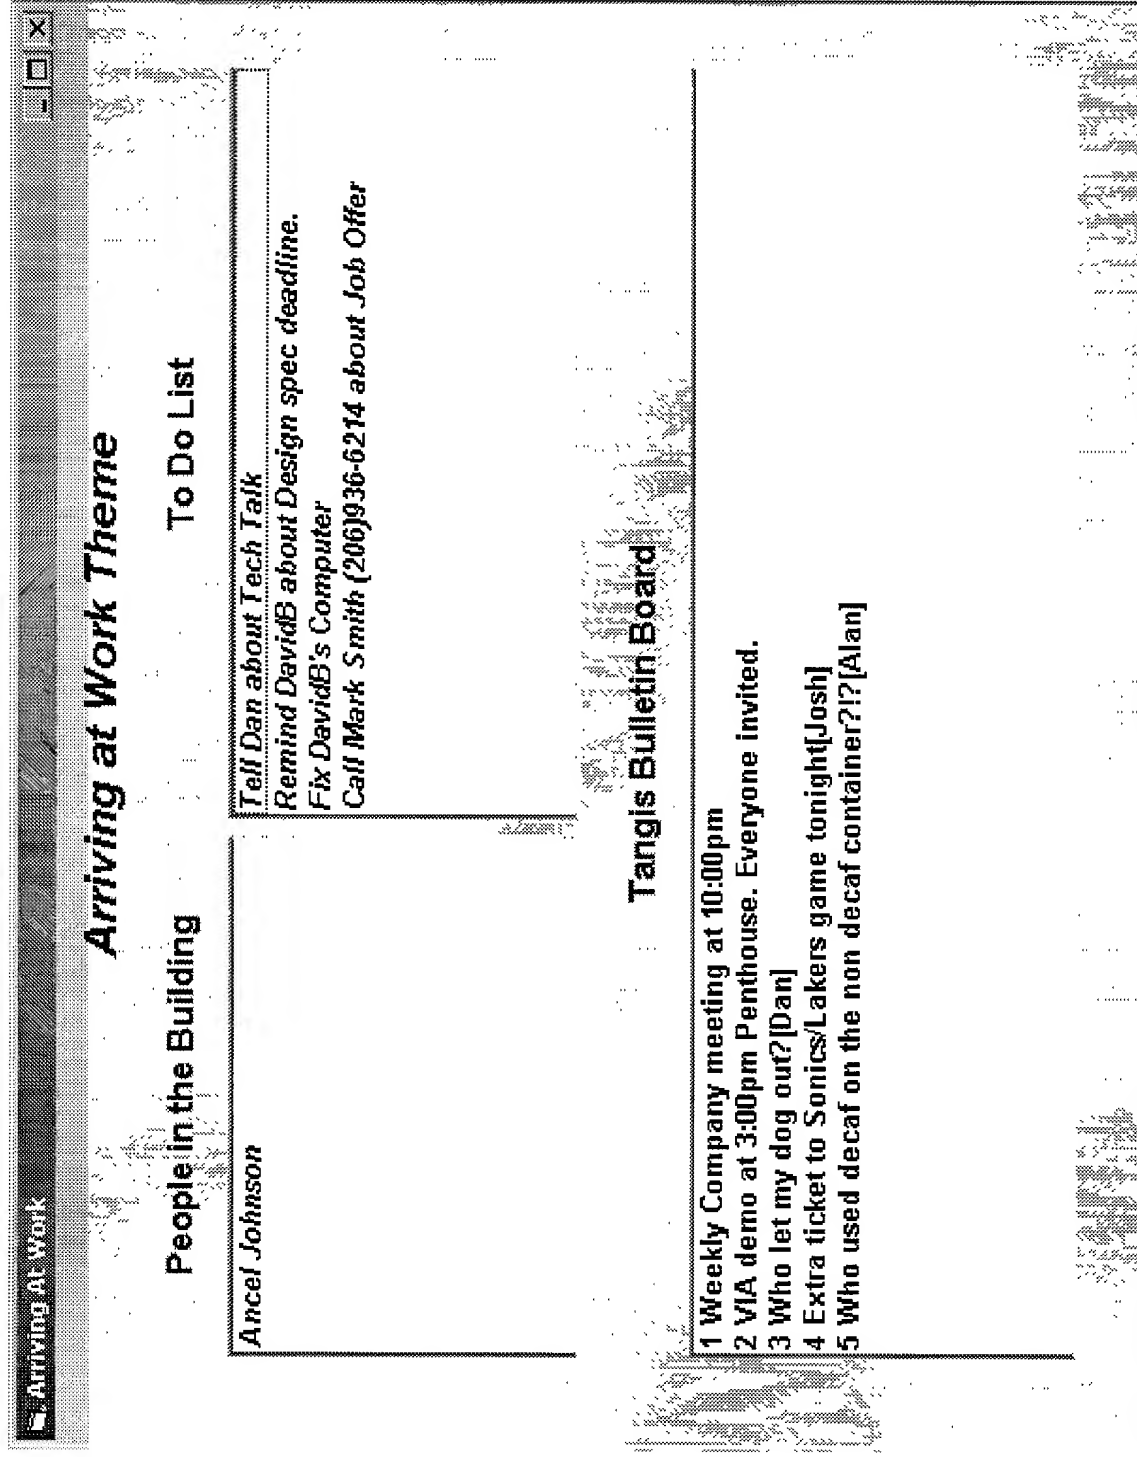 Arriving At Work
Arriving at Work Theme
People in the Building
Ancel Johnson
To Do List
Tell Dan about Tech Talk
Remind DavidB about Design spec deadline.
Fix DavidB's Computer
Call Mark Smith (206)936-6214 about Job Offer
Tangis Bulletin Board
1 Weekly Company meeting at 10:00pm
2 VIA demo at 3:00pm Penthouse. Everyone invited.
3 Who let my dog out?[Dan]
4 Extra ticket to Sonics/Lakers game tonight[Josh]
5 Who used decaf on the non decaf container?!?[Alan]